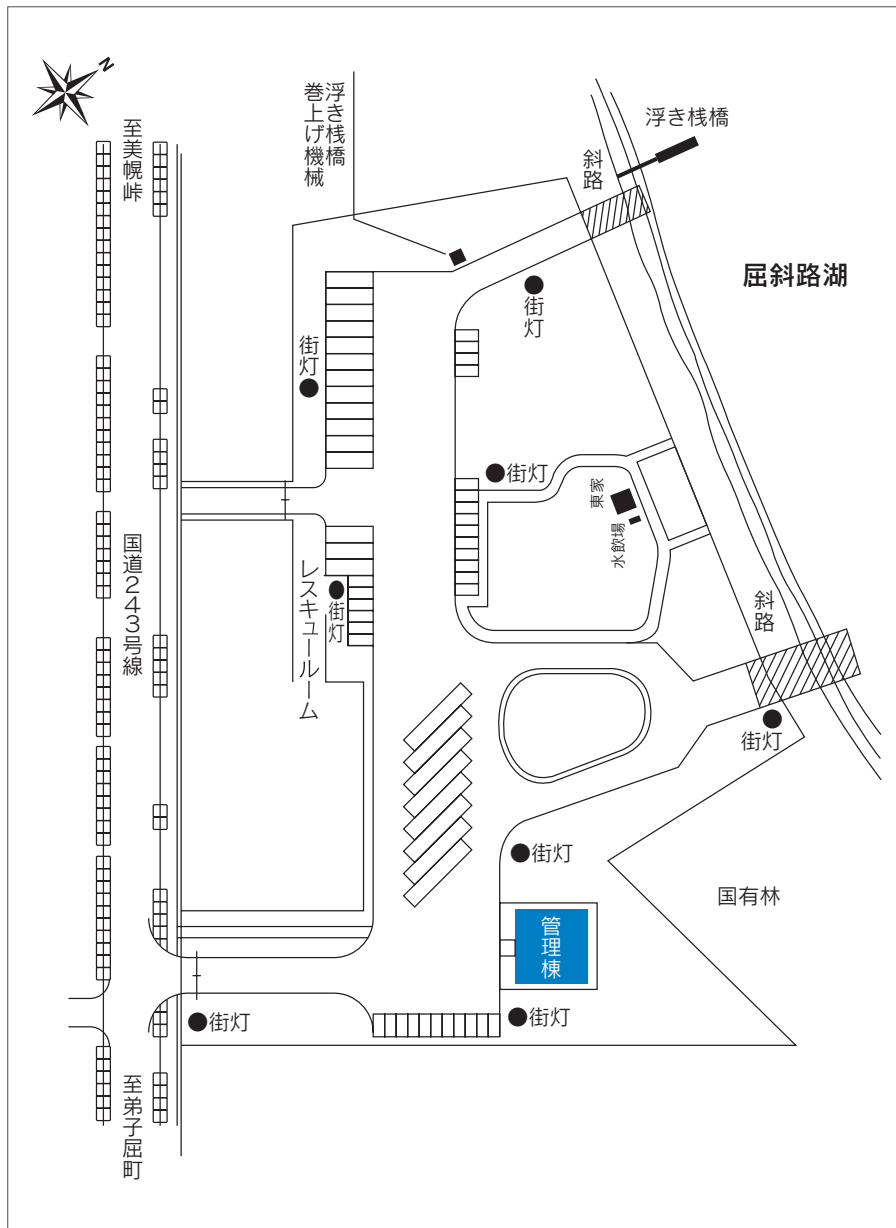 N
至美幌峠
浮き桟橋
巻上げ機械
浮き桟橋
斜路
屈斜路湖
街灯
街灯
街灯
東家
水飲場
国道243号線
レスキュールーム
街灯
斜路
街灯
街灯
国有林
管理棟
街灯
街灯
至弟子屈町